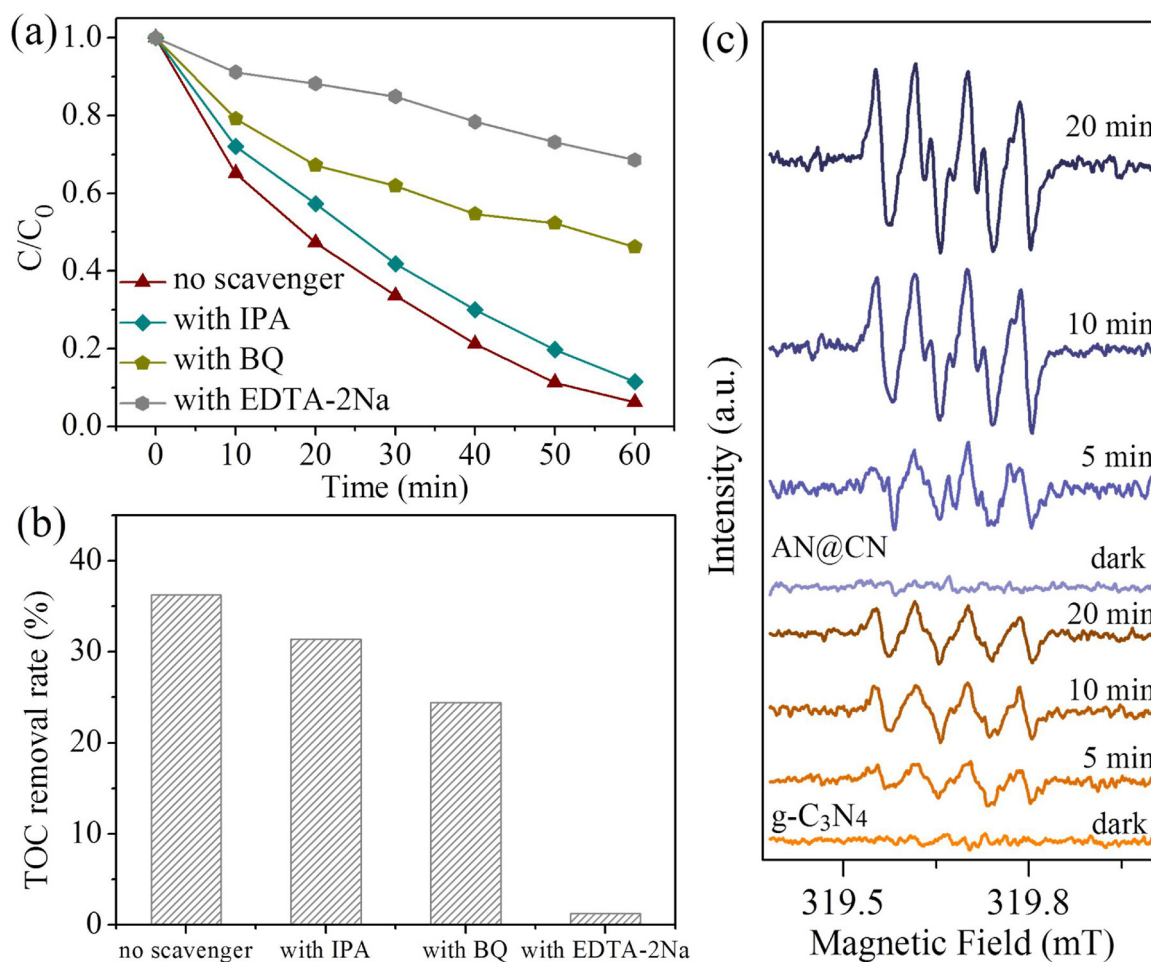 (a)
1.0
0.8
0.6
0.4
0.2
0.0
C/C0
no scavenger
with IPA
with BQ
with EDTA-2Na
0 10 20 30 40 50 60
Time (min)
(b)
40
30
20
10
0
TOC removal rate (%)
no scavenger with IPA with BQ with EDTA-2Na
(c)
Intensity (a.u.)
20 min
10 min
5 min
AN@CN
dark
20 min
10 min
5 min
g-C3N4
dark
319.5 319.8
Magnetic Field (mT)